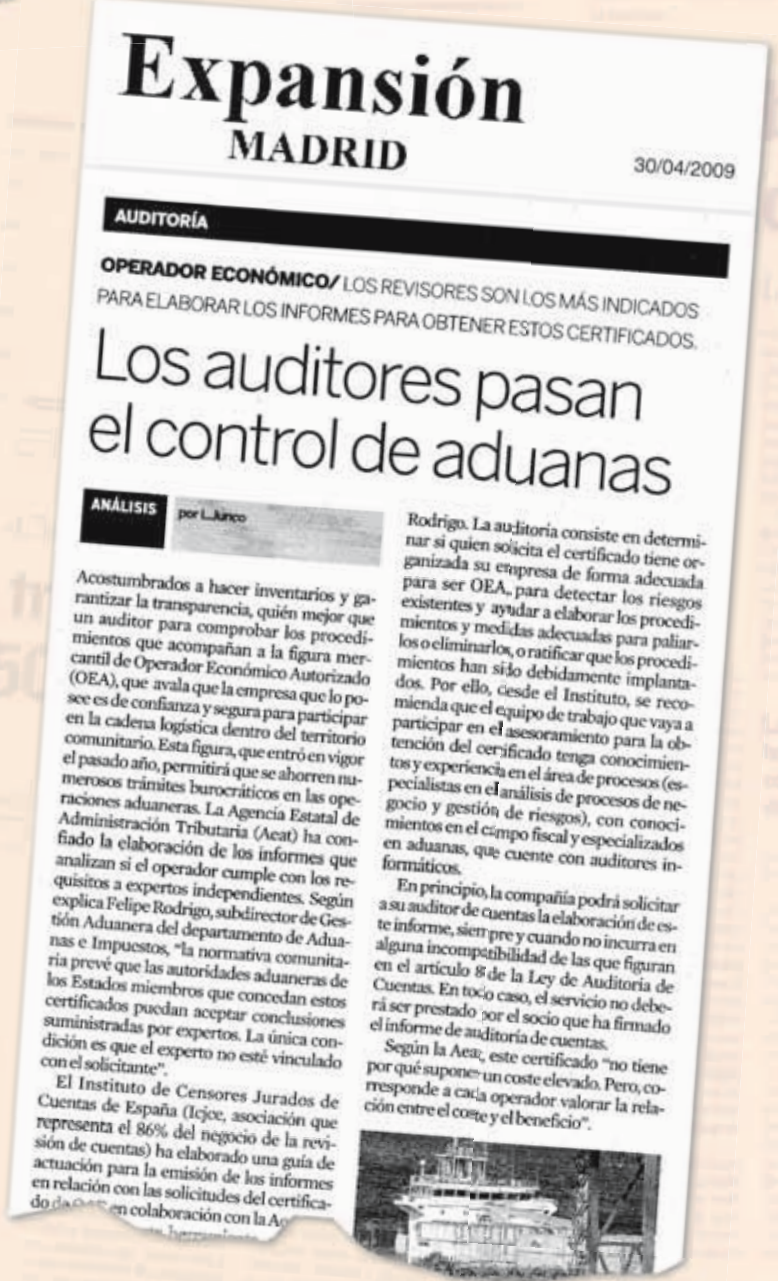 Expansión
MADRID
30/04/2009
AUDITORÍA
OPERADOR ECONÓMICO/ LOS REVISORES SON LOS MÁS INDICADOS
PARA ELABORAR LOS INFORMES PARA OBTENER ESTOS CERTIFICADOS.
Los auditores pasan
el control de aduanas
ANÁLISIS
por L. Junco
Acostumbrados a hacer inventarios y ga-
rantizar la transparencia, quién mejor que
un auditor para comprobar los procedi-
mientos que acompañan a la figura mer-
cantil de Operador Económico Autorizado
(OEA), que avala que la empresa que lo po-
see es de confianza y segura para participar
en la cadena logística dentro del territorio
comunitario. Esta figura, que entró en vigor
el pasado año, permitirá que se ahorren nu-
merosos trámites burocráticos en las ope-
raciones aduaneras. La Agencia Estatal de
Administración Tributaria (Aeat) ha con-
fiado la elaboración de los informes que
analizan si el operador cumple con los re-
quisitos a expertos independientes. Según
explica Felipe Rodrigo, subdirector de Ges-
tión Aduanera del departamento de Adua-
nas e Impuestos, "la normativa comunita-
ria prevé que las autoridades aduaneras de
los Estados miembros que concedan estos
certificados puedan aceptar conclusiones
suministradas por expertos. La única con-
dición es que el experto no esté vinculado
con el solicitante".
El Instituto de Censores Jurados de
Cuentas de España (Icjce, asociación que
representa el 86% del negocio de la revi-
sión de cuentas) ha elaborado una guía de
actuación para la emisión de los informes
en relación con las solicitudes del certifica-
do de en colaboración con la
Rodrigo. La auditoría consiste en determi-
nar si quien solicita el certificado tiene or-
ganizada su empresa de forma adecuada
para ser OEA, para detectar los riesgos
existentes y ayudar a elaborar los procedi-
mientos y medidas adecuadas para paliar-
los o eliminarlos, o ratificar que los procedi-
mientos han sido debidamente implanta-
dos. Por ello, desde el Instituto, se reco-
mienda que el equipo de trabajo que vaya a
participar en el asesoramiento para la ob-
tención del certificado tenga conocimien-
tos y experiencia en el área de procesos (es-
pecialistas en el análisis de procesos de ne-
gocio y gestión de riesgos), con conoci-
mientos en el campo fiscal y especializados
en aduanas, que cuente con auditores in-
formáticos.
En principio, la compañía podrá solicitar
a su auditor de cuentas la elaboración de es-
te informe, siempre y cuando no incurra en
alguna incompatibilidad de las que figuran
en el artículo 8 de la Ley de Auditoría de
Cuentas. En todo caso, el servicio no debe-
rá ser prestado por el socio que ha firmado
el informe de auditoría de cuentas.
Según la Aeat, este certificado "no tiene
por qué suponer un coste elevado. Pero, co-
rresponde a cada operador valorar la rela-
ción entre el coste y el beneficio".